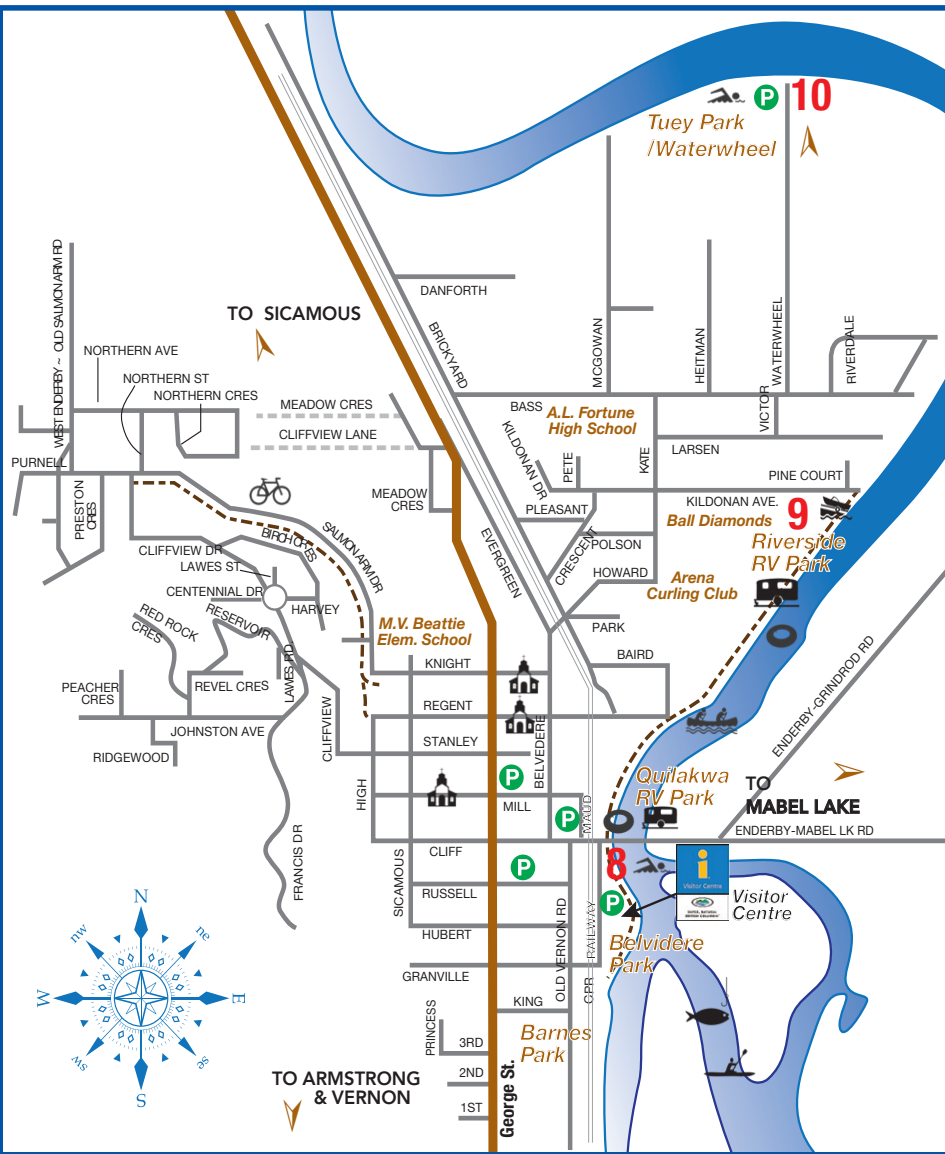 P
10
Tuey Park
/Waterwheel
DANFORTH
TO SICAMOUS
BRICKYARD
WEST ENDERBY ~ OLD SALMON ARM RD
MCGOWAN
HEITMAN
WATERWHEEL
RIVERDALE
NORTHERN AVE
NORTHERN ST
NORTHERN CRES
MEADOW CRES
CLIFFVIEW LANE
BASS
A.L. Fortune
High School
VICTOR
KILDONAN DR
PETE
KATE
LARSEN
PURNELL
PINE COURT
PRESTON
CRES
MEADOW
CRES
PLEASANT
KILDONAN AVE.
Ball Diamonds
9
Riverside
RV Park
SALMON ARM DR
BIRCH CRES
EVERGREEN
CRESCENT
POLSON
CLIFFVIEW DR
LAWES ST.
HOWARD
Arena
Curling Club
CENTENNIAL DR
HARVEY
RED ROCK
CRES
RESERVOIR
M.V. Beattie
Elem. School
PARK
LAWES RD.
KNIGHT
BAIRD
PEACHER
CRES
REVEL CRES
REGENT
ENDERBY-GRINDROD RD
JOHNSTON AVE
CLIFFVIEW
STANLEY
BELVEDERE
RIDGEWOOD
HIGH
P
Quilakwa
RV Park
TO
MABEL LAKE
MILL
P
MAUD
ENDERBY-MABEL LK RD
CLIFF
FRANCIS DR
SICAMOUS
P
8
i
Visitor Centre
SUPER, NATURAL
BRITISH COLUMBIA
Visitor
Centre
RUSSELL
P
OLD VERNON RD
CPR RAILWAY
HUBERT
Belvidere
Park
GRANVILLE
N
nw
ne
W
E
sw
se
S
KING
PRINCESS
Barnes
Park
3RD
2ND
1ST
George St.
TO ARMSTRONG
& VERNON